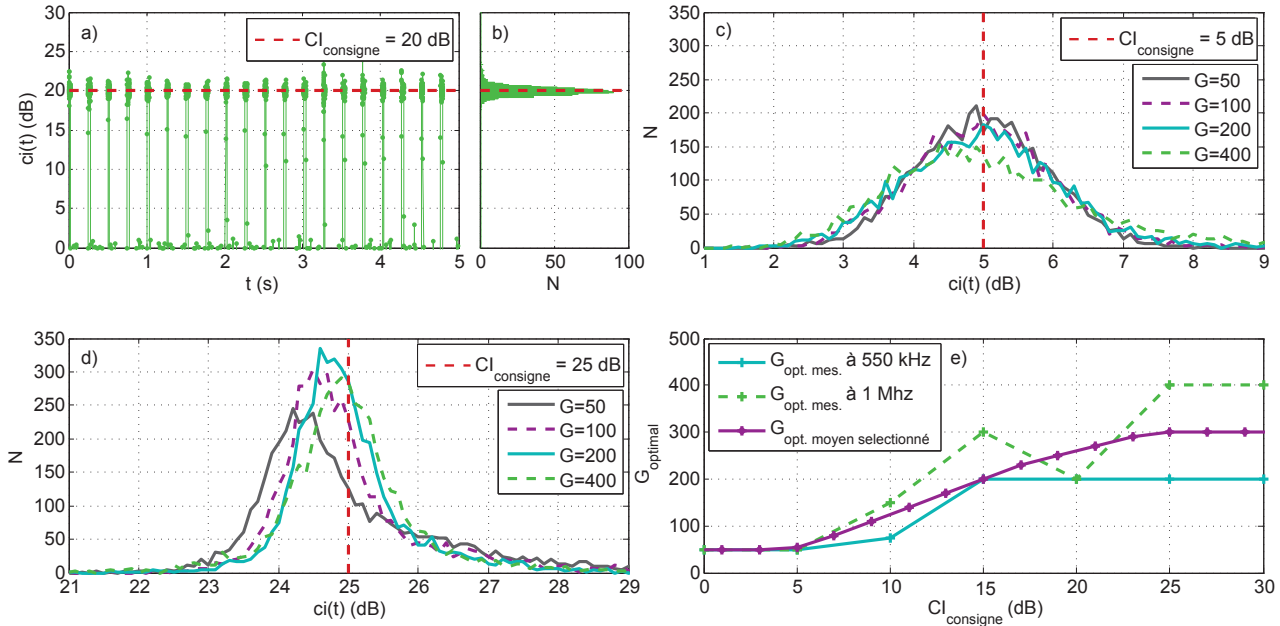 a)
CI_consigne = 20 dB
ci(t) (dB)
30
25
20
15
10
5
0
0 1 2 3 4 5
t (s)
b)
0 50 100
N
c)
CI_consigne = 5 dB
G=50
G=100
G=200
G=400
N
350
300
250
200
150
100
50
0
1 2 3 4 5 6 7 8 9
ci(t) (dB)
d)
CI_consigne = 25 dB
G=50
G=100
G=200
G=400
N
350
300
250
200
150
100
50
0
21 22 23 24 25 26 27 28 29
ci(t) (dB)
e)
G_opt. mes. à 550 kHz
G_opt. mes. à 1 Mhz
G_opt. moyen selectionné
G_optimal
500
400
300
200
100
0
0 5 10 15 20 25 30
CI_consigne (dB)